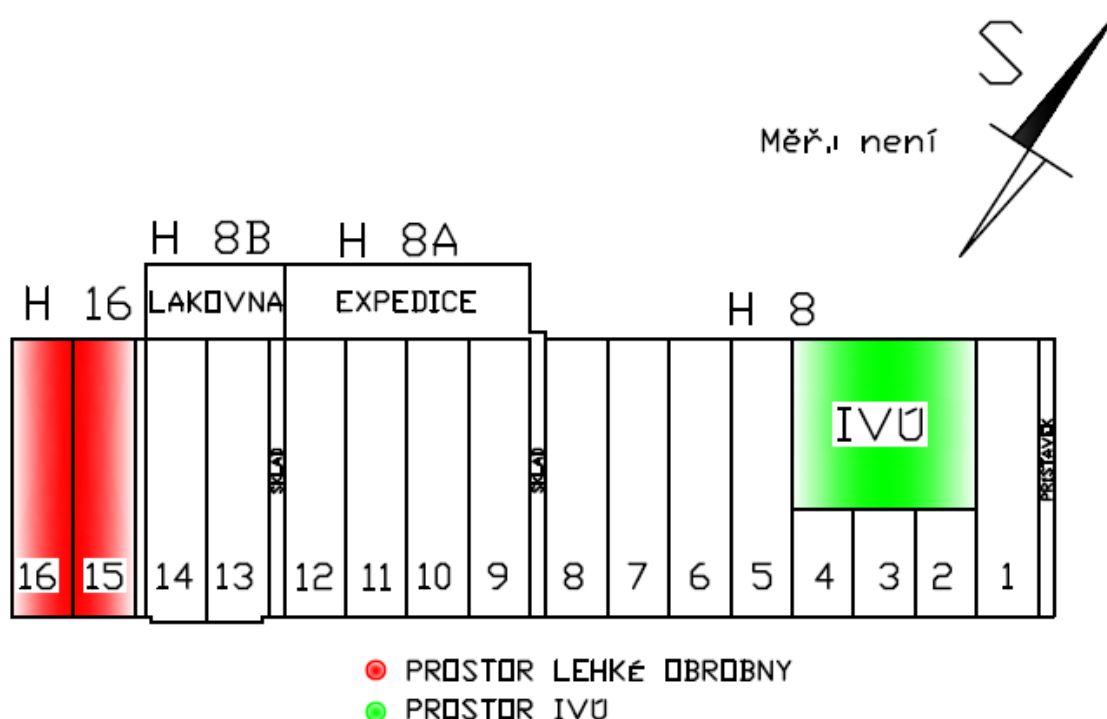 S
Měř.u není
H 8B
H 8A
H 16
LAKOVNA
EXPEDICE
H 8
IVÚ
SKLAD
SKLAD
PRISTAVEK
16 15 14 13 12 11 10 9 8 7 6 5 4 3 2 1
PROSTOR LEHKÉ OBROBNY
PROSTOR IVÚ